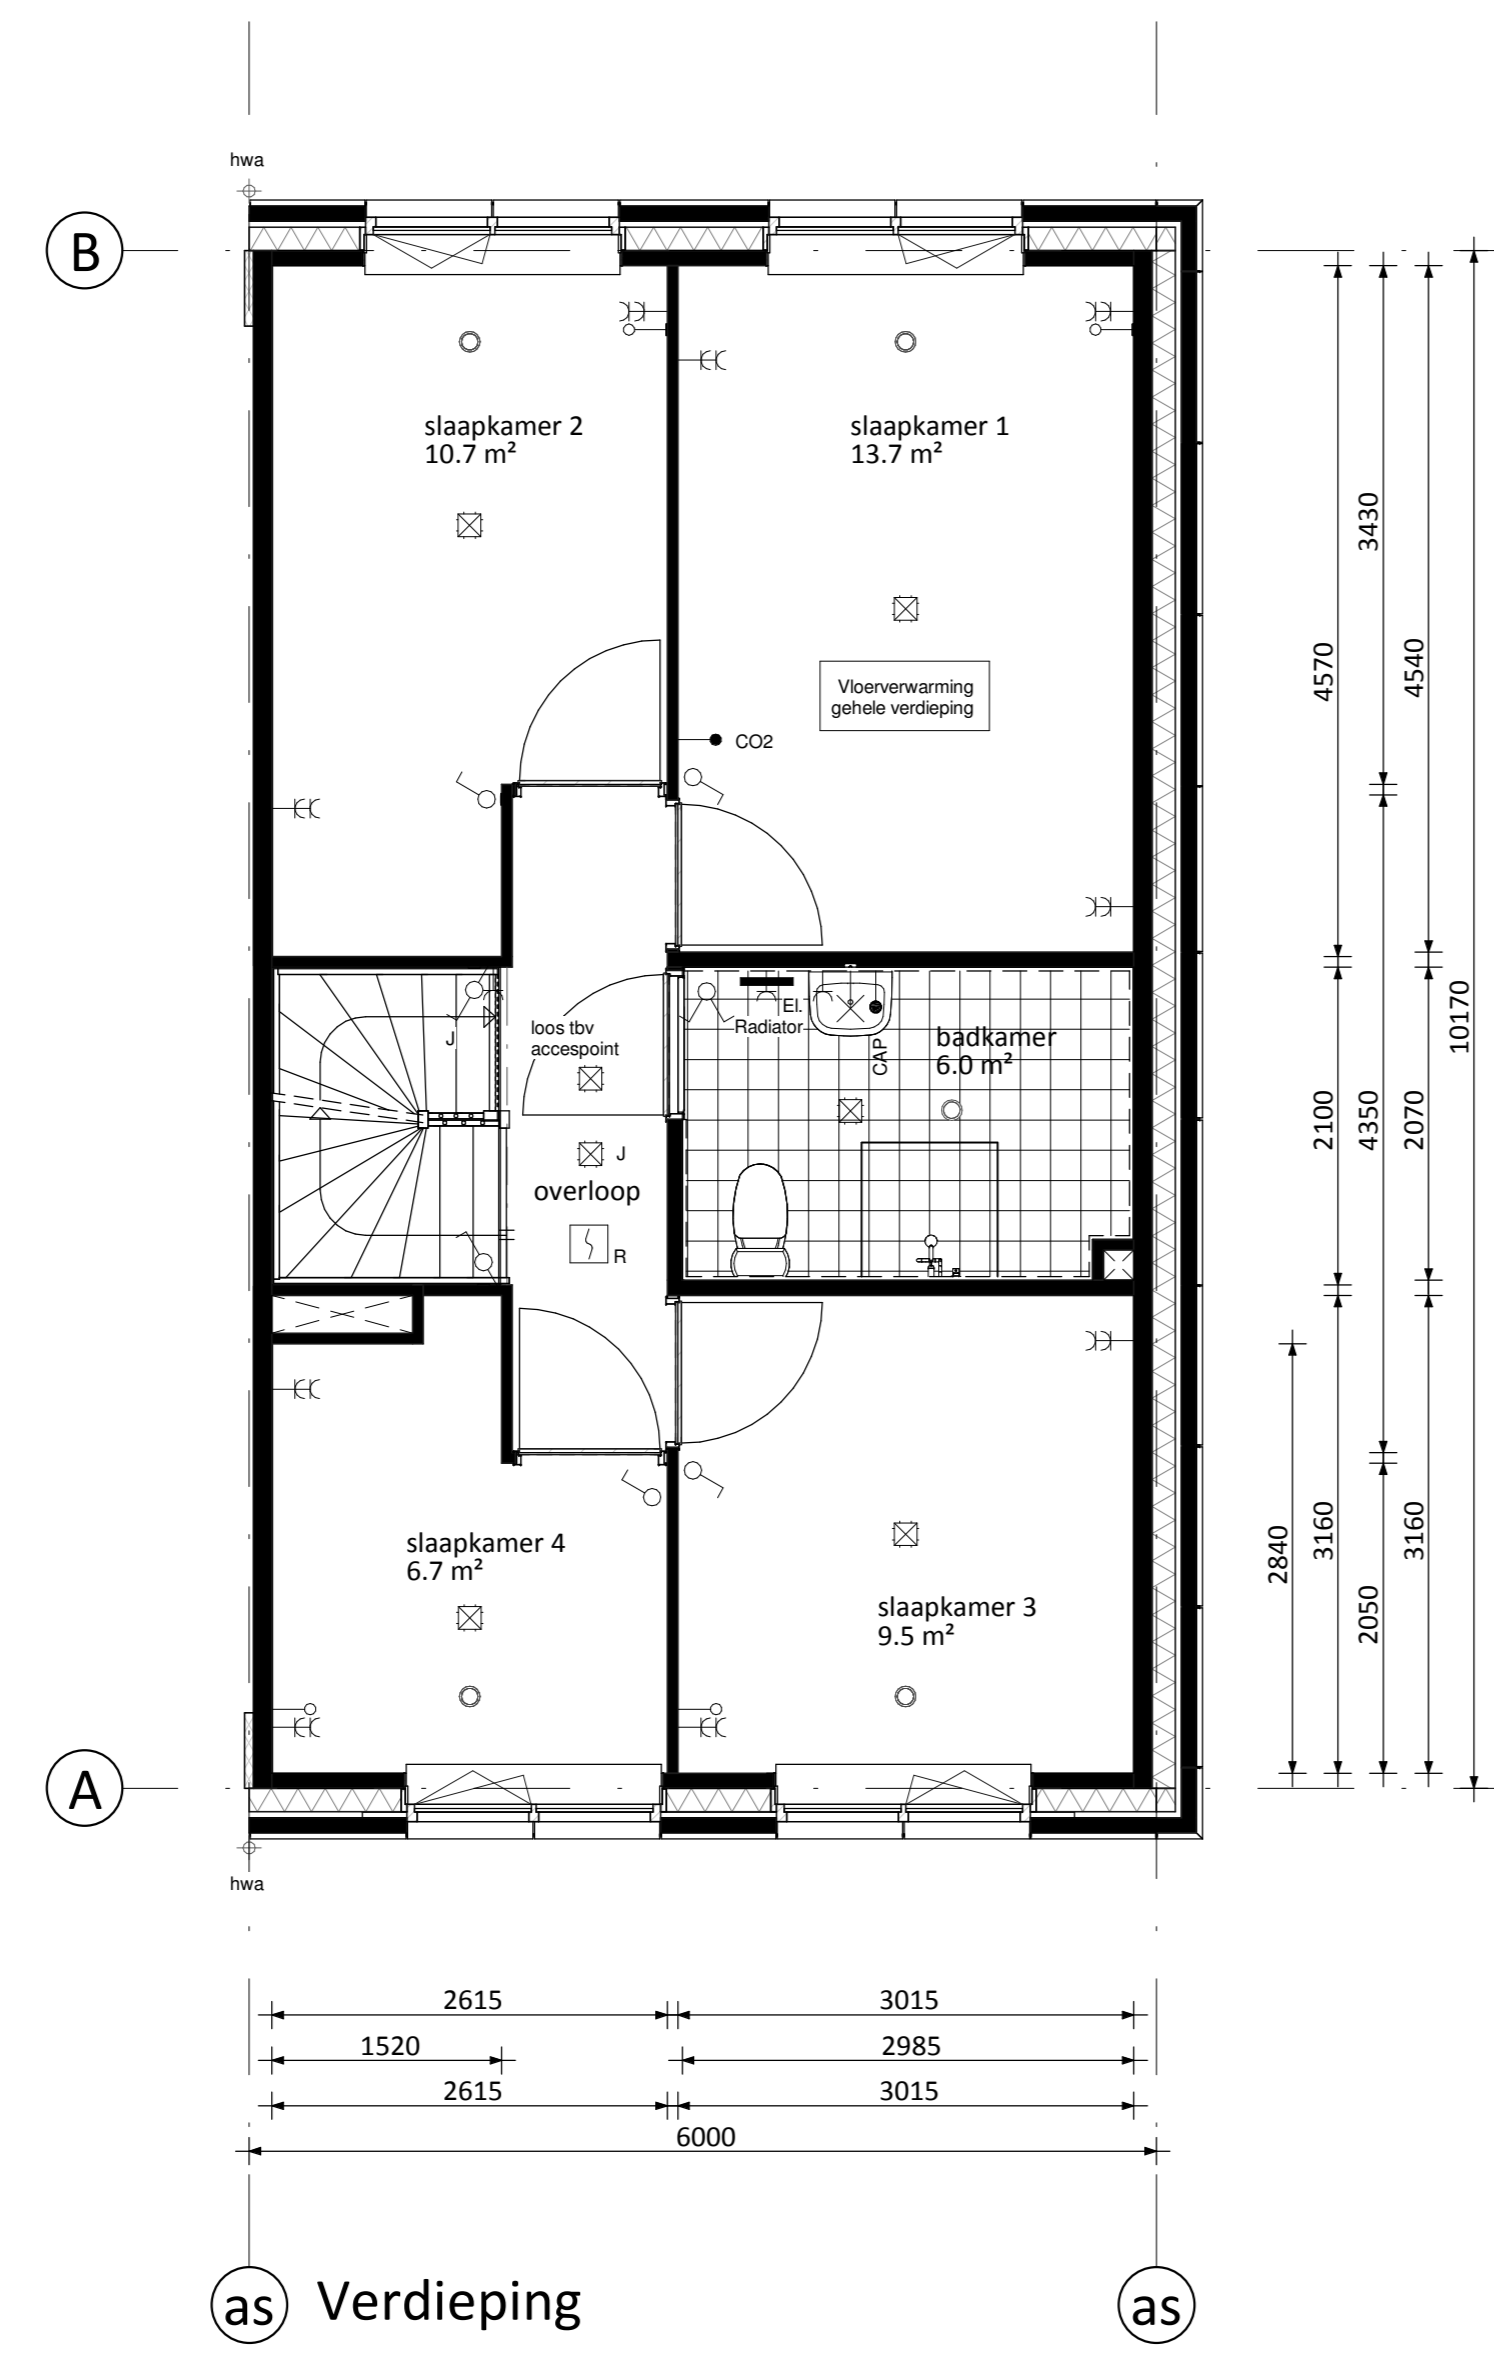 hwa
B
slaapkamer 2
10.7 m²
slaapkamer 1
13.7 m²
Vloerverwarming
gehele verdieping
CO2
J
loos tbv
accespoint
El.
Radiator
CAP
badkamer
6.0 m²
J
overloop
R
slaapkamer 4
6.7 m²
slaapkamer 3
9.5 m²
A
hwa
3430
4570
4540
10170
2100
4350
2070
2840
3160
2050
3160
2615
3015
1520
2985
2615
3015
6000
as
Verdieping
as